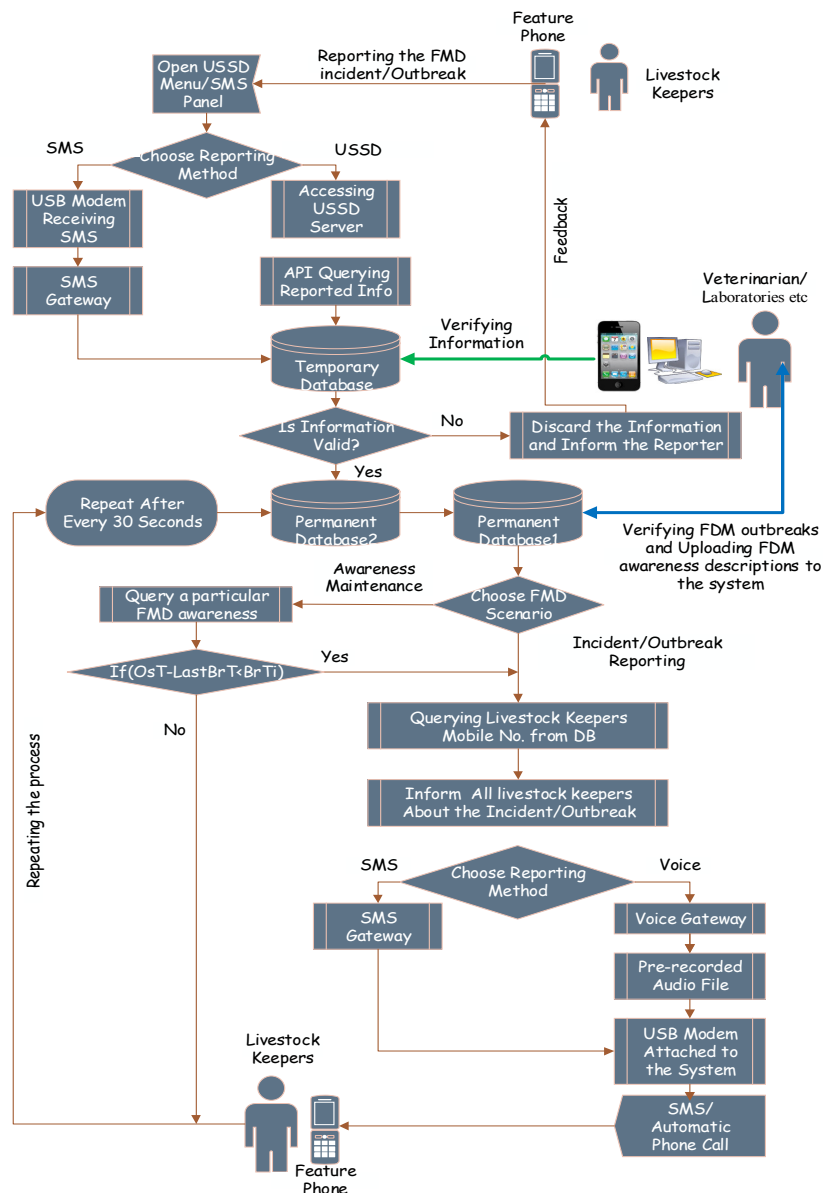 Feature
Phone
Reporting the FMD
incident/Outbreak
Livestock
Keepers
Open USSD
Menu/SMS
Panel
SMS
USSD
Choose Reporting
Method
USB Modem
Receiving
SMS
Accessing
USSD
Server
Feedback
SMS
Gateway
API Querying
Reported Info
Veterinarian/
Laboratories etc
Verifying
Information
Temporary
Database
Is Information
Valid?
No
Discard the Information
and Inform the Reporter
Yes
Repeat After
Every 30 Seconds
Permanent
Database2
Permanent
Database1
Verifying FDM outbreaks
and Uploading FDM
awareness descriptions to
the system
Awareness
Maintenance
Query a particular
FMD awareness
Choose FMD
Scenario
Incident/Outbreak
Reporting
If(OsT-LastBrT<BrTi)
Yes
No
Querying Livestock Keepers
Mobile No. from DB
Repeating the process
Inform All livestock keepers
About the Incident/Outbreak
SMS
Voice
Choose Reporting
Method
SMS
Gateway
Voice Gateway
Pre-recorded
Audio File
USB Modem
Attached to
the System
Livestock
Keepers
SMS/
Automatic
Phone Call
Feature
Phone